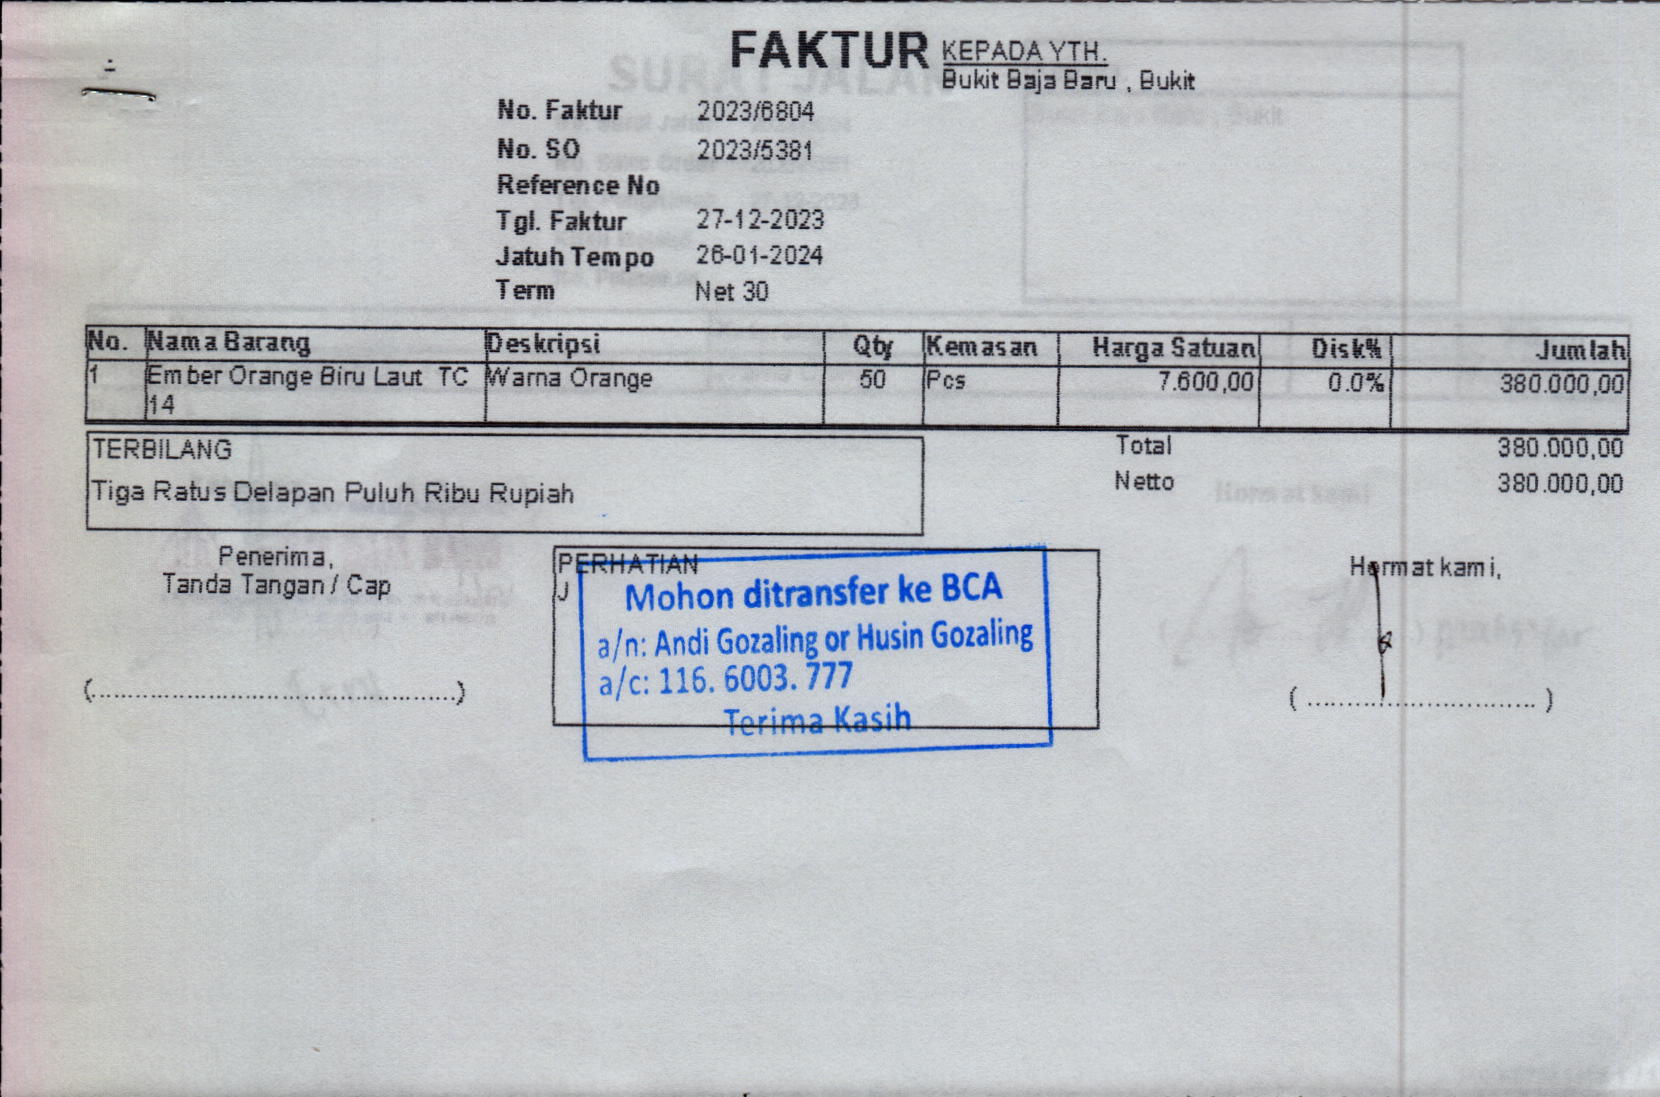 FAKTUR
KEPADA YTH.
Bukit Baja Baru , Bukit
No. Faktur 2023/6804
No. SO 2023/5381
Reference No
Tgl. Faktur 27-12-2023
Jatuh Tempo 26-01-2024
Term Net 30
No. Nama Barang Deskripsi Qty Kemasan Harga Satuan Disk% Jumlah
1 Ember Orange Biru Laut TC Warna Orange 50 Pcs 7.600,00 0.0% 380.000,00
14
TERBILANG
Tiga Ratus Delapan Puluh Ribu Rupiah
Total 380.000,00
Netto 380.000,00
Penerima,
Tanda Tangan / Cap
(..........................................)
PERHATIAN
J
Mohon ditransfer ke BCA
a/n: Andi Gozaling or Husin Gozaling
a/c: 116. 6003. 777
Terima Kasih
Hormat kami,
( ............................ )